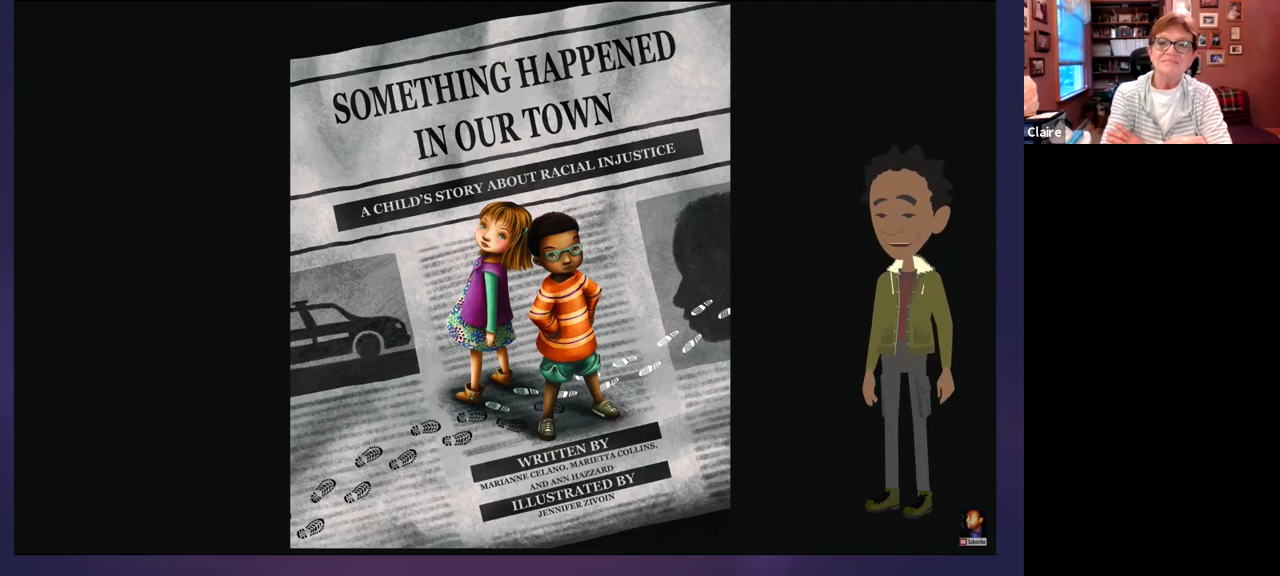 SOMETHING HAPPENED
IN OUR TOWN
A CHILD'S STORY ABOUT RACIAL INJUSTICE
WRITTEN BY
MARIANNE CELANO, MARIETTA COLLINS,
AND ANN HAZZARD
ILLUSTRATED BY
JENNIFER ZIVOIN
Subscribe
Claire